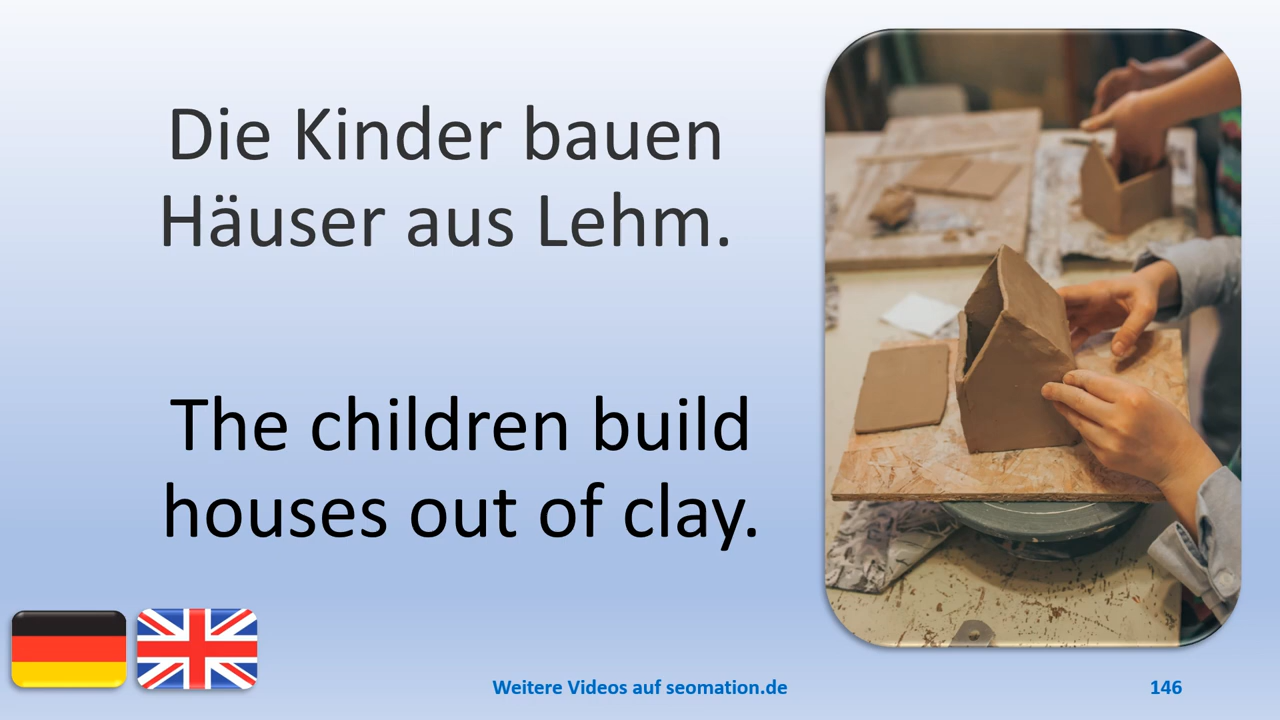 Die Kinder bauen
Häuser aus Lehm.
The children build
houses out of clay.
Weitere Videos auf seomation.de
146